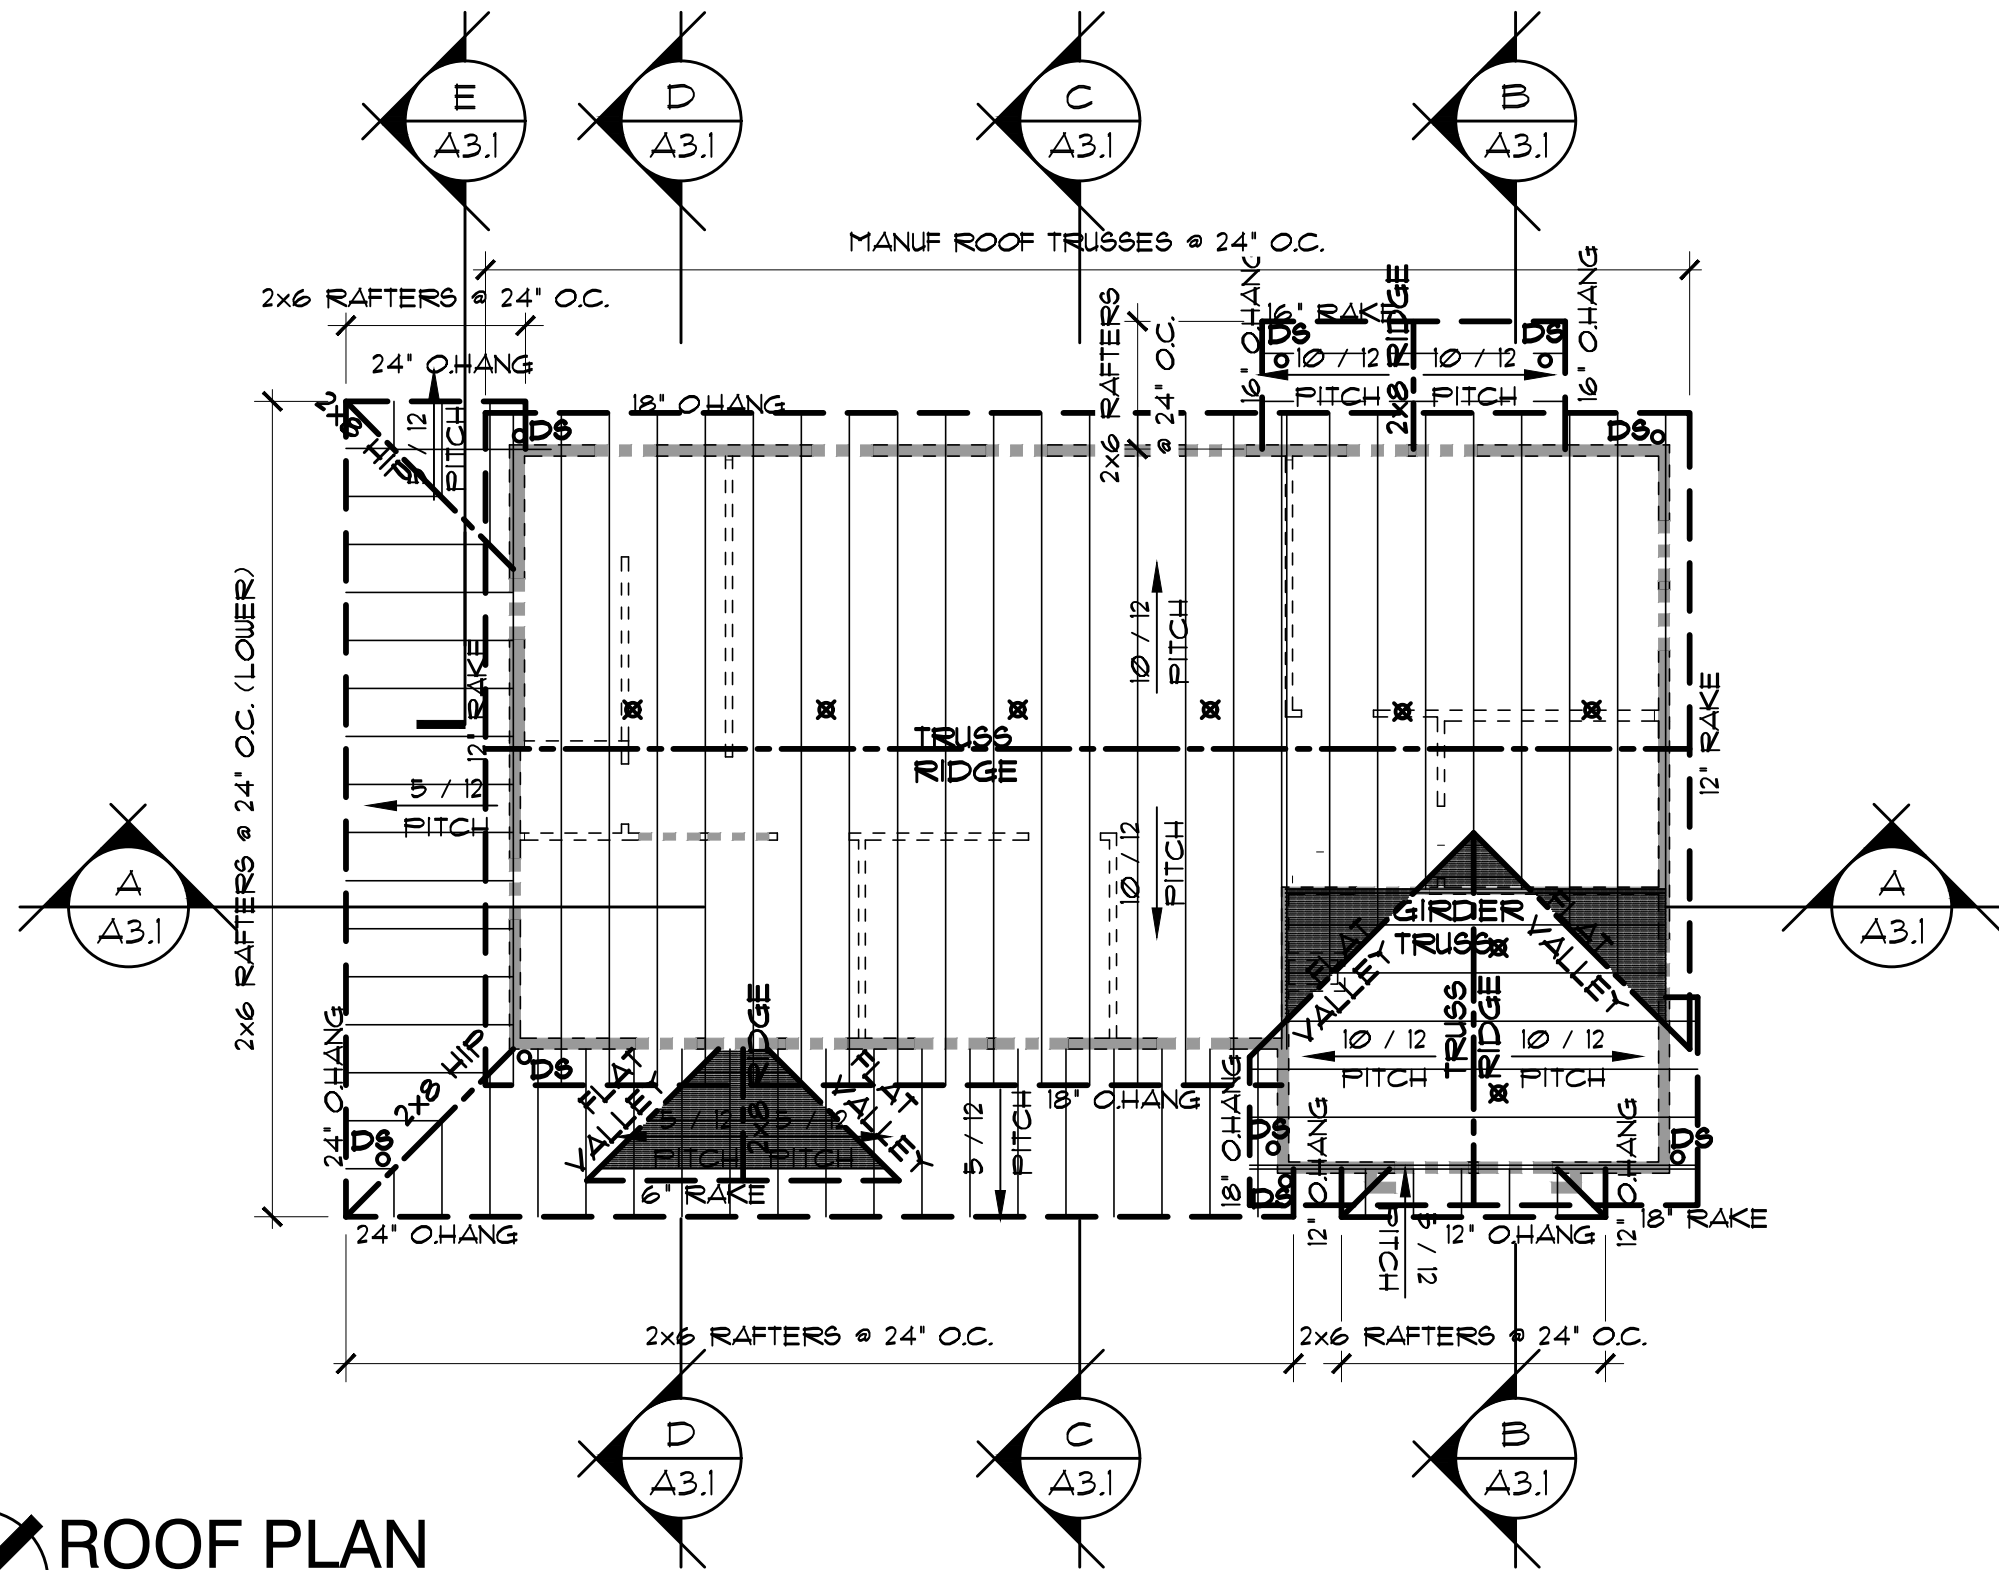 E
A3.1
D
A3.1
C
A3.1
B
A3.1
MANUF ROOF TRUSSES @ 24" O.C.
2x6 RAFTERS @ 24" O.C.
24" O.HANG
18" O.HANG
2x6 RAFTERS
@ 24" O.C.
16" O.HANG
16" RAKE
2x8 RIDGE
16" O.HANG
DS
DS
10 / 12
PITCH
10 / 12
PITCH
2x8 HIP
5 / 12
PITCH
DS
DS
2x6 RAFTERS @ 24" O.C. (LOWER)
12" RAKE
10 / 12
PITCH
12" RAKE
TRUSS
RIDGE
5 / 12
PITCH
10 / 12
PITCH
A
A3.1
A
A3.1
GIRDER
TRUSS
FLAT
VALLEY
FLAT
VALLEY
TRUSS
RIDGE
10 / 12
PITCH
10 / 12
PITCH
24" O.HANG
2x8 HIP
DS
DS
FLAT
VALLEY
2x8 RIDGE
FLAT
VALLEY
5 / 12
PITCH
5 / 12
PITCH
6" RAKE
5 / 12
PITCH
18" O.HANG
18" O.HANG
DS
DS
DS
12" O.HANG
12" O.HANG
24" O.HANG
PITCH
/ 12
12" O.HANG
18" RAKE
2x6 RAFTERS @ 24" O.C.
2x6 RAFTERS @ 24" O.C.
D
A3.1
C
A3.1
B
A3.1
ROOF PLAN